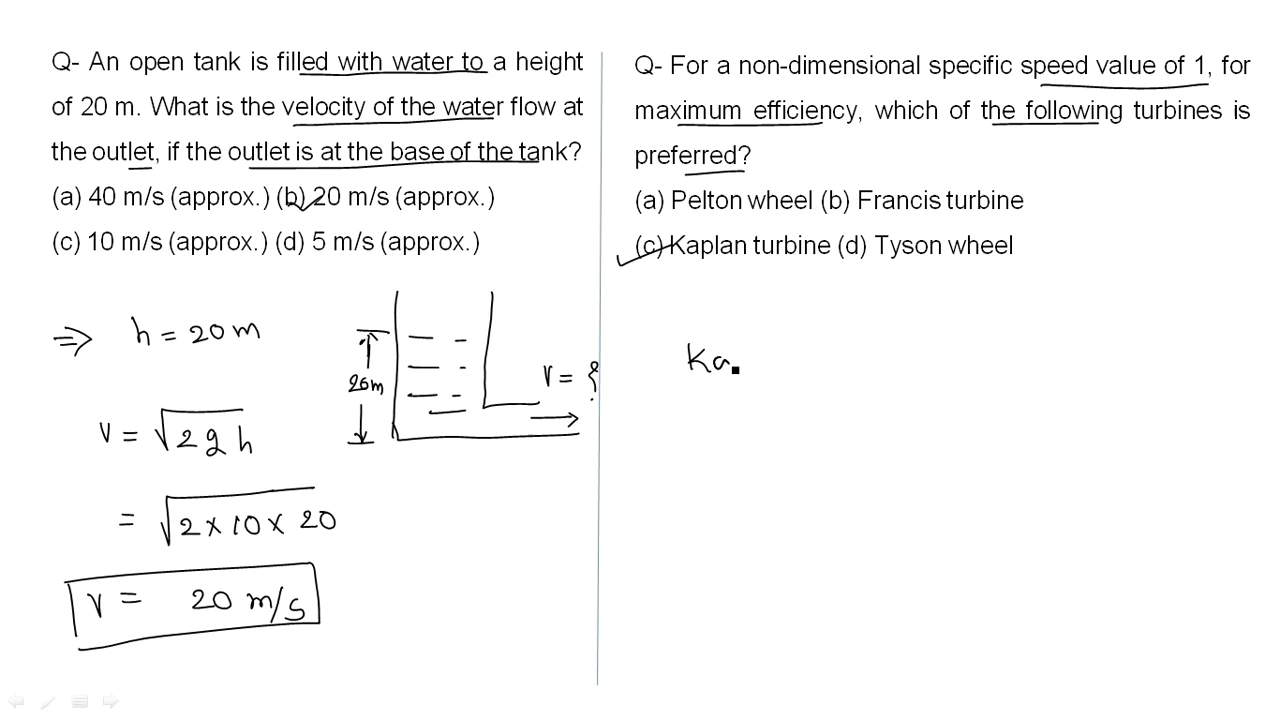 Q- An open tank is filled with water to a height
of 20 m. What is the velocity of the water flow at
the outlet, if the outlet is at the base of the tank?
(a) 40 m/s (approx.) (b) 20 m/s (approx.)
(c) 10 m/s (approx.) (d) 5 m/s (approx.)
⇒ h = 20 m
20m
V = ?
V = √2gh
= √2 × 10 × 20
V = 20 m/s
Q- For a non-dimensional specific speed value of 1, for
maximum efficiency, which of the following turbines is
preferred?
(a) Pelton wheel (b) Francis turbine
(c) Kaplan turbine (d) Tyson wheel
Ka